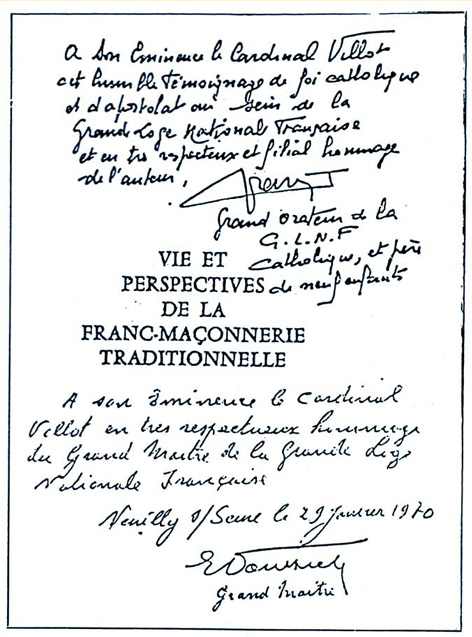 A Son Eminence le Cardinal Villot
cet humble témoignage de foi catholique
et d'apostolat au sein de la
Grande Loge Nationale Française
et en très respectueux et filial hommage
de l'auteur,
Grand Orateur de la
G.L.N.F
Catholique, et père
de neuf enfants
VIE ET
PERSPECTIVES
DE LA
FRANC-MAÇONNERIE
TRADITIONNELLE
A son Éminence le Cardinal
Villot en très respectueux hommage
du Grand Maître de la Grande Loge
Nationale Française
Neuilly s/Seine le 29 janvier 1970
Grand Maître